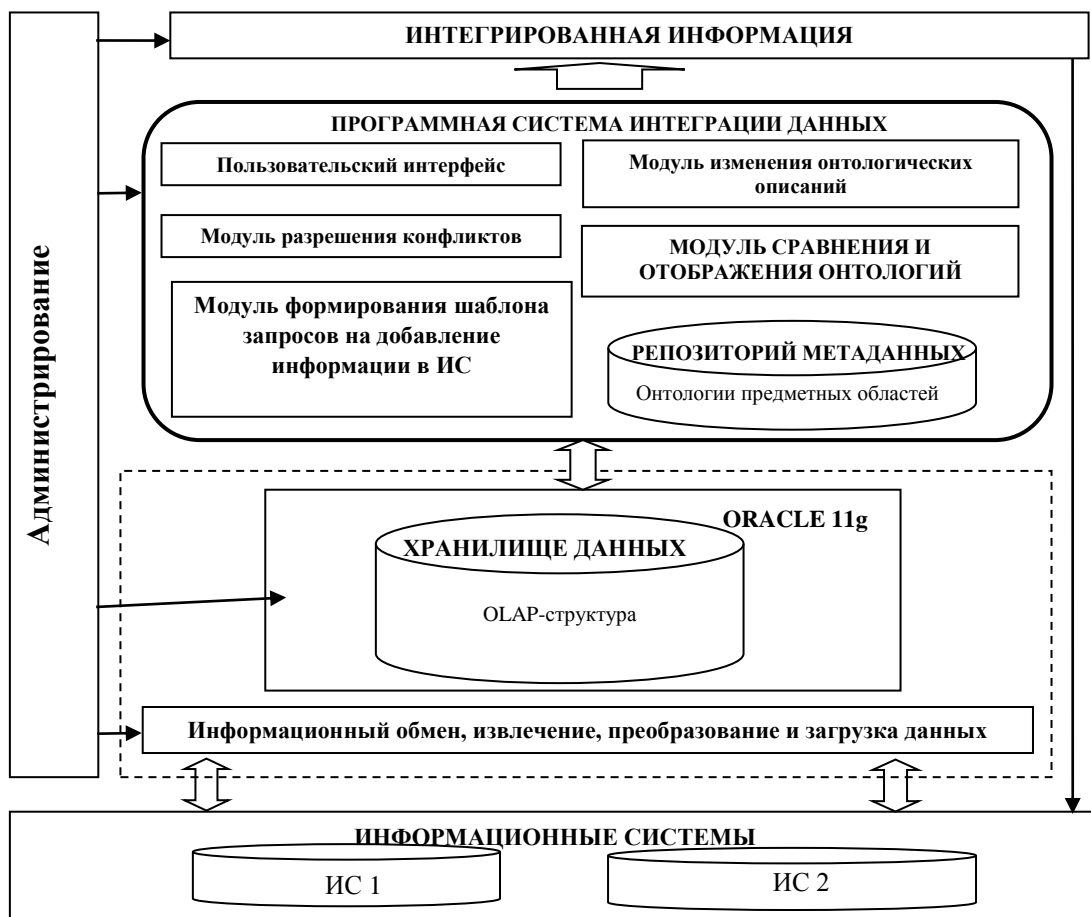 Администрирование
ИНТЕГРИРОВАННАЯ ИНФОРМАЦИЯ
ПРОГРАММНАЯ СИСТЕМА ИНТЕГРАЦИИ ДАННЫХ
Пользовательский интерфейс
Модуль изменения онтологических
описаний
Модуль разрешения конфликтов
МОДУЛЬ СРАВНЕНИЯ И
ОТОБРАЖЕНИЯ ОНТОЛОГИЙ
Модуль формирования шаблона
запросов на добавление
информации в ИС
РЕПОЗИТОРИЙ МЕТАДАННЫХ
Онтологии предметных областей
ORACLE 11g
ХРАНИЛИЩЕ ДАННЫХ
OLAP-структура
Информационный обмен, извлечение, преобразование и загрузка данных
ИНФОРМАЦИОННЫЕ СИСТЕМЫ
ИС 1
ИС 2